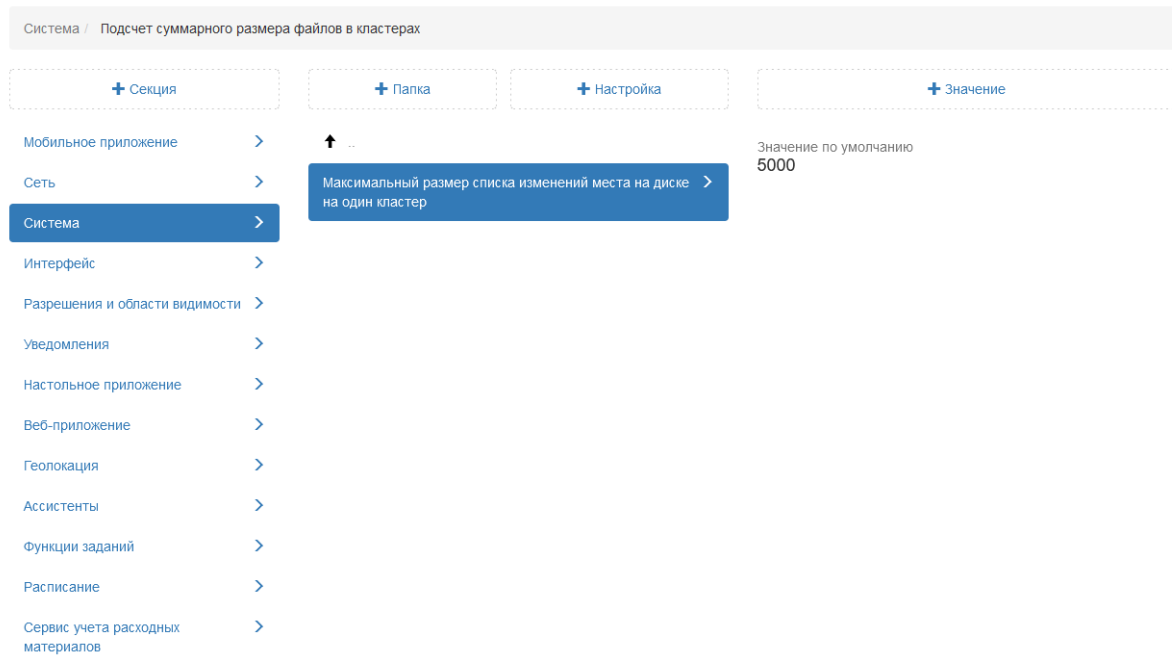 Система / Подсчет суммарного размера файлов в кластерах
Секция
Папка
Настройка
Значение
Мобильное приложение
Сеть
Система
Интерфейс
Разрешения и области видимости
Уведомления
Настольное приложение
Веб-приложение
Геолокация
Ассистенты
Функции заданий
Расписание
Сервис учета расходных
материалов
..
Максимальный размер списка изменений места на диске
на один кластер
Значение по умолчанию
5000